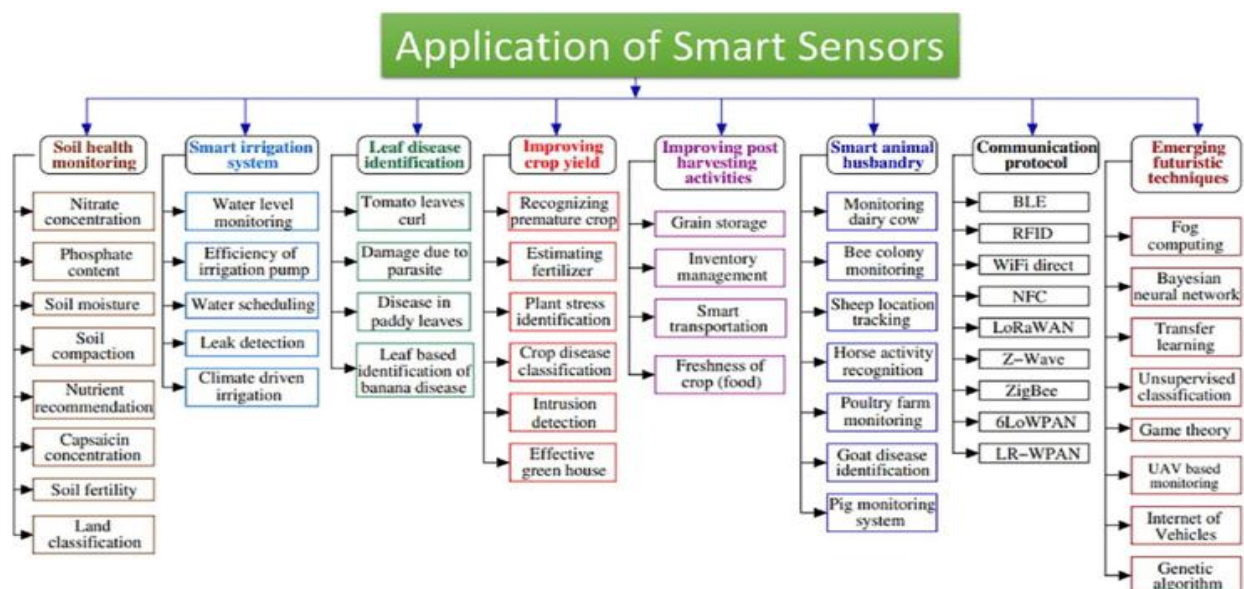 Application of Smart Sensors
Soil health
monitoring
Nitrate
concentration
Phosphate
content
Soil moisture
Soil
compaction
Nutrient
recommendation
Capsaicin
concentration
Soil fertility
Land
classification
Smart irrigation
system
Water level
monitoring
Efficiency of
irrigation pump
Water scheduling
Leak detection
Climate driven
irrigation
Leaf disease
identification
Tomato leaves
curl
Damage due to
parasite
Disease in
paddy leaves
Leaf based
identification of
banana disease
Improving
crop yield
Recognizing
premature crop
Estimating
fertilizer
Plant stress
identification
Crop disease
classification
Intrusion
detection
Effective
green house
Improving post
harvesting
activities
Grain storage
Inventory
management
Smart
transportation
Freshness of
crop (food)
Smart animal
husbandry
Monitoring
dairy cow
Bee colony
monitoring
Sheep location
tracking
Horse activity
recognition
Poultry farm
monitoring
Goat disease
identification
Pig monitoring
system
Communication
protocol
BLE
RFID
WiFi direct
NFC
LoRaWAN
Z-Wave
ZigBee
6LoWPAN
LR-WPAN
Emerging
futuristic
techniques
Fog
computing
Bayesian
neural network
Transfer
learning
Unsupervised
classification
Game theory
UAV based
monitoring
Internet of
Vehicles
Genetic
algorithm